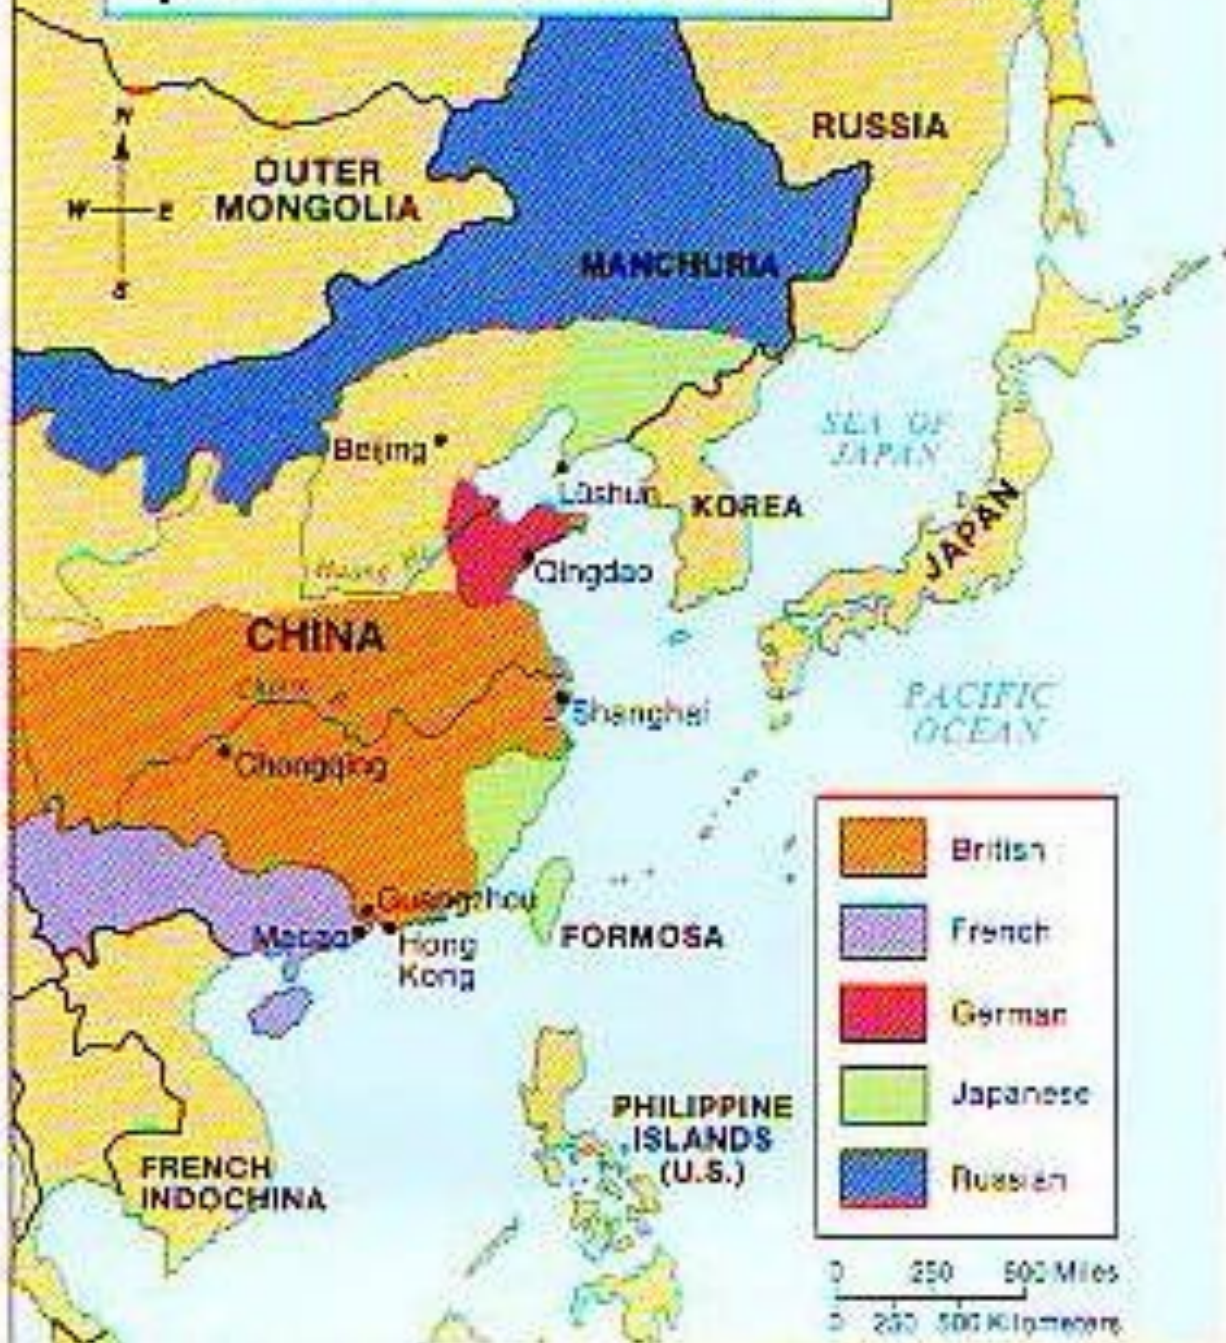 N
OUTER
MONGOLIA
W E
S
RUSSIA
MANCHURIA
SEA OF
JAPAN
Beijing
Lüshun
KOREA
JAPAN
Huang
Qingdao
CHINA
Shanghai
Chongqing
PACIFIC
OCEAN
Guangzhou
Macao
Hong
Kong
FORMOSA
PHILIPPINE
ISLANDS
(U.S.)
FRENCH
INDOCHINA
British
French
German
Japanese
Russian
0 250 500 Miles
0 250 500 Kilometers